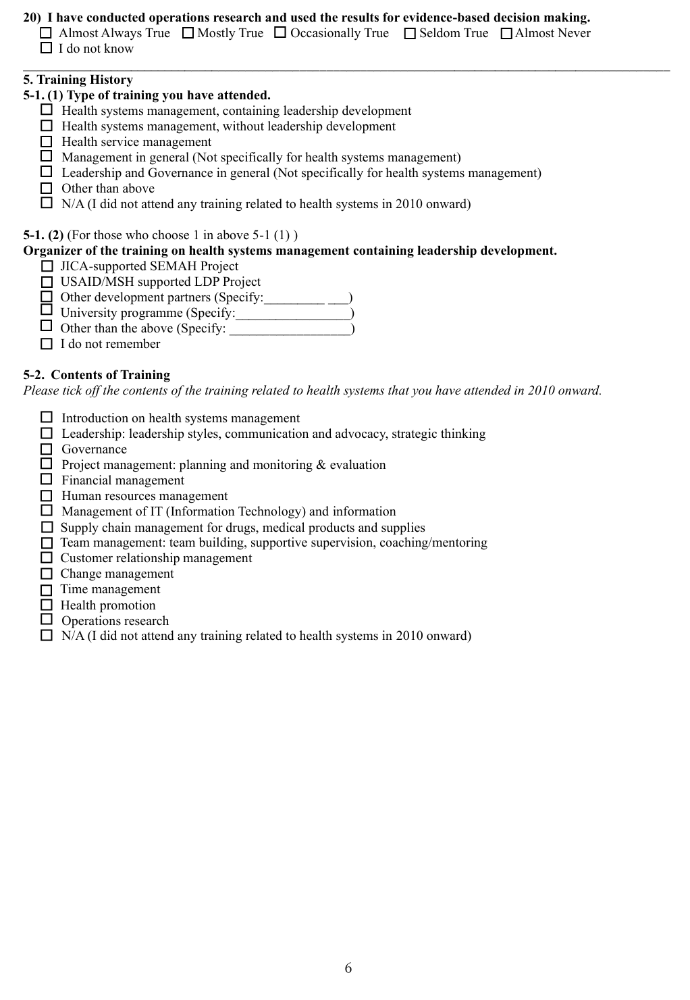 20) I have conducted operations research and used the results for evidence-based decision making.
☐ Almost Always True ☐ Mostly True ☐ Occasionally True ☐ Seldom True ☐ Almost Never
☐ I do not know
5. Training History
5-1. (1) Type of training you have attended.
☐ Health systems management, containing leadership development
☐ Health systems management, without leadership development
☐ Health service management
☐ Management in general (Not specifically for health systems management)
☐ Leadership and Governance in general (Not specifically for health systems management)
☐ Other than above
☐ N/A (I did not attend any training related to health systems in 2010 onward)
5-1. (2) (For those who choose 1 in above 5-1 (1) )
Organizer of the training on health systems management containing leadership development.
☐ JICA-supported SEMAH Project
☐ USAID/MSH supported LDP Project
☐ Other development partners (Specify:_________ ___)
☐ University programme (Specify:_________________)
☐ Other than the above (Specify: __________________)
☐ I do not remember
5-2. Contents of Training
Please tick off the contents of the training related to health systems that you have attended in 2010 onward.
☐ Introduction on health systems management
☐ Leadership: leadership styles, communication and advocacy, strategic thinking
☐ Governance
☐ Project management: planning and monitoring & evaluation
☐ Financial management
☐ Human resources management
☐ Management of IT (Information Technology) and information
☐ Supply chain management for drugs, medical products and supplies
☐ Team management: team building, supportive supervision, coaching/mentoring
☐ Customer relationship management
☐ Change management
☐ Time management
☐ Health promotion
☐ Operations research
☐ N/A (I did not attend any training related to health systems in 2010 onward)
6